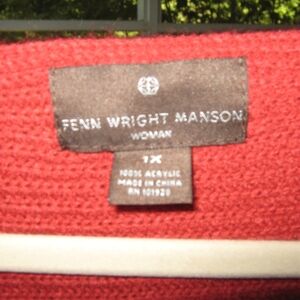 FENN WRIGHT MANSON
WOMAN
1X
100% ACRYLIC
MADE IN CHINA
RN 101920